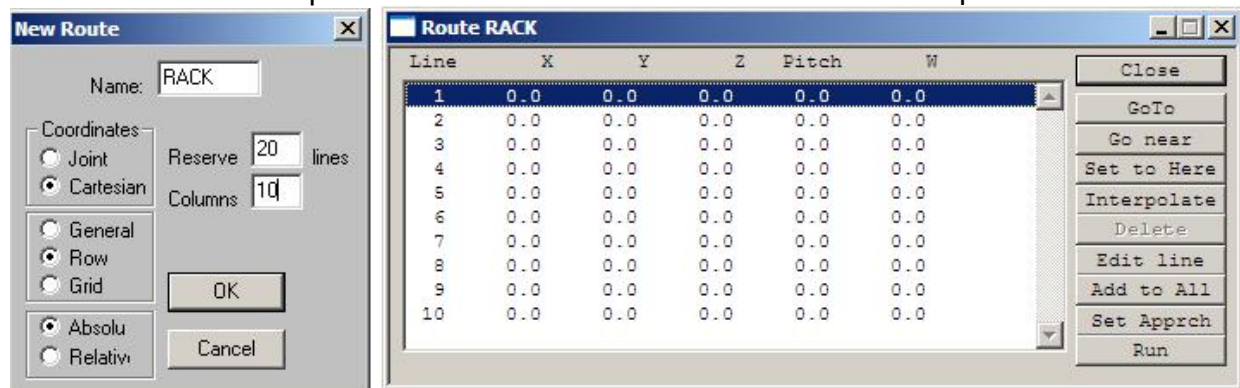 New Route
Name: RACK
Coordinates
Joint
Cartesian
Reserve 20 lines
Columns 10
General
Row
Grid
OK
Absolu
Relativ
Cancel
Route RACK
Line X Y Z Pitch W
1 0.0 0.0 0.0 0.0 0.0
2 0.0 0.0 0.0 0.0 0.0
3 0.0 0.0 0.0 0.0 0.0
4 0.0 0.0 0.0 0.0 0.0
5 0.0 0.0 0.0 0.0 0.0
6 0.0 0.0 0.0 0.0 0.0
7 0.0 0.0 0.0 0.0 0.0
8 0.0 0.0 0.0 0.0 0.0
9 0.0 0.0 0.0 0.0 0.0
10 0.0 0.0 0.0 0.0 0.0
Close
GoTo
Go near
Set to Here
Interpolate
Delete
Edit line
Add to All
Set Apprch
Run